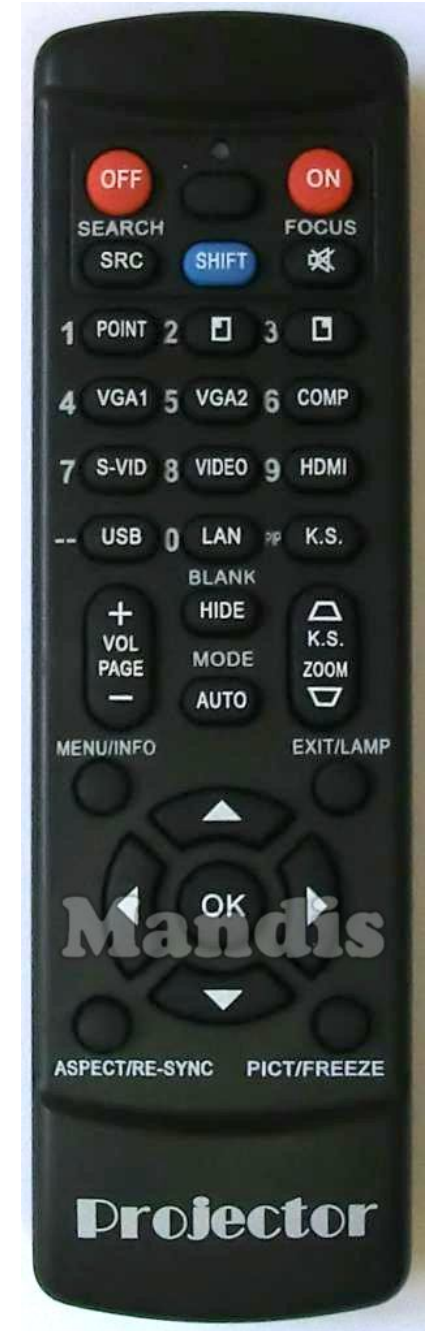 OFF ON
SEARCH FOCUS
SRC SHIFT
1 POINT 2 3
4 VGA1 5 VGA2 6 COMP
7 S-VID 8 VIDEO 9 HDMI
-- USB 0 LAN PIP K.S.
BLANK
+ HIDE
VOL K.S.
PAGE MODE ZOOM
- AUTO
MENU/INFO EXIT/LAMP
OK
Mandis
ASPECT/RE-SYNC PICT/FREEZE
Projector